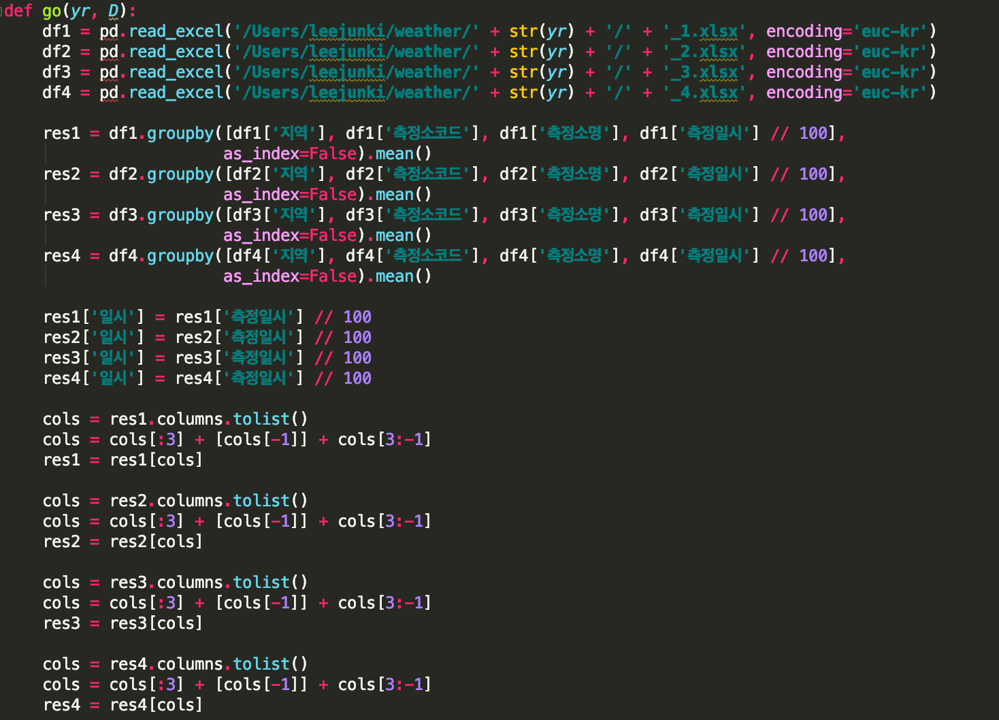 def go(yr, D):
    df1 = pd.read_excel('/Users/leejunki/weather/' + str(yr) + '/' + '_1.xlsx', encoding='euc-kr')
    df2 = pd.read_excel('/Users/leejunki/weather/' + str(yr) + '/' + '_2.xlsx', encoding='euc-kr')
    df3 = pd.read_excel('/Users/leejunki/weather/' + str(yr) + '/' + '_3.xlsx', encoding='euc-kr')
    df4 = pd.read_excel('/Users/leejunki/weather/' + str(yr) + '/' + '_4.xlsx', encoding='euc-kr')

    res1 = df1.groupby([df1['지역'], df1['측정소코드'], df1['측정소명'], df1['측정일시'] // 100],
                       as_index=False).mean()
    res2 = df2.groupby([df2['지역'], df2['측정소코드'], df2['측정소명'], df2['측정일시'] // 100],
                       as_index=False).mean()
    res3 = df3.groupby([df3['지역'], df3['측정소코드'], df3['측정소명'], df3['측정일시'] // 100],
                       as_index=False).mean()
    res4 = df4.groupby([df4['지역'], df4['측정소코드'], df4['측정소명'], df4['측정일시'] // 100],
                       as_index=False).mean()

    res1['일시'] = res1['측정일시'] // 100
    res2['일시'] = res2['측정일시'] // 100
    res3['일시'] = res3['측정일시'] // 100
    res4['일시'] = res4['측정일시'] // 100

    cols = res1.columns.tolist()
    cols = cols[:3] + [cols[-1]] + cols[3:-1]
    res1 = res1[cols]

    cols = res2.columns.tolist()
    cols = cols[:3] + [cols[-1]] + cols[3:-1]
    res2 = res2[cols]

    cols = res3.columns.tolist()
    cols = cols[:3] + [cols[-1]] + cols[3:-1]
    res3 = res3[cols]

    cols = res4.columns.tolist()
    cols = cols[:3] + [cols[-1]] + cols[3:-1]
    res4 = res4[cols]